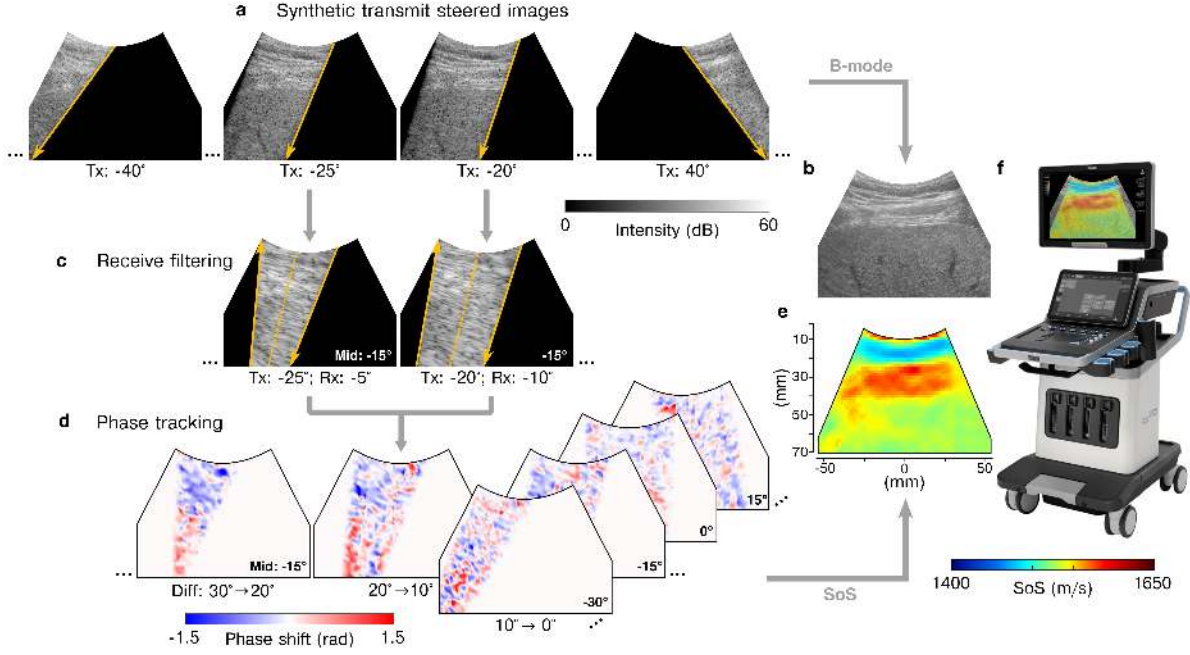 a Synthetic transmit steered images
... Tx: -40° ... Tx: -25° Tx: -20° ... Tx: 40° ...
B-mode
0 60
Intensity (dB)
b
f
c Receive filtering
... Mid: -15° -15° ...
Tx: -25°; Rx: -5° Tx: -20°; Rx: -10°
e
10
30
50
70
(mm)
-50 0 50
(mm)
d Phase tracking
15° ...
0°
-15° ...
-30° ...
... Mid: -15°
Diff: 30°→20° 20°→10° 10°→0°
-1.5 1.5
Phase shift (rad)
SoS
1400 1650
SoS (m/s)